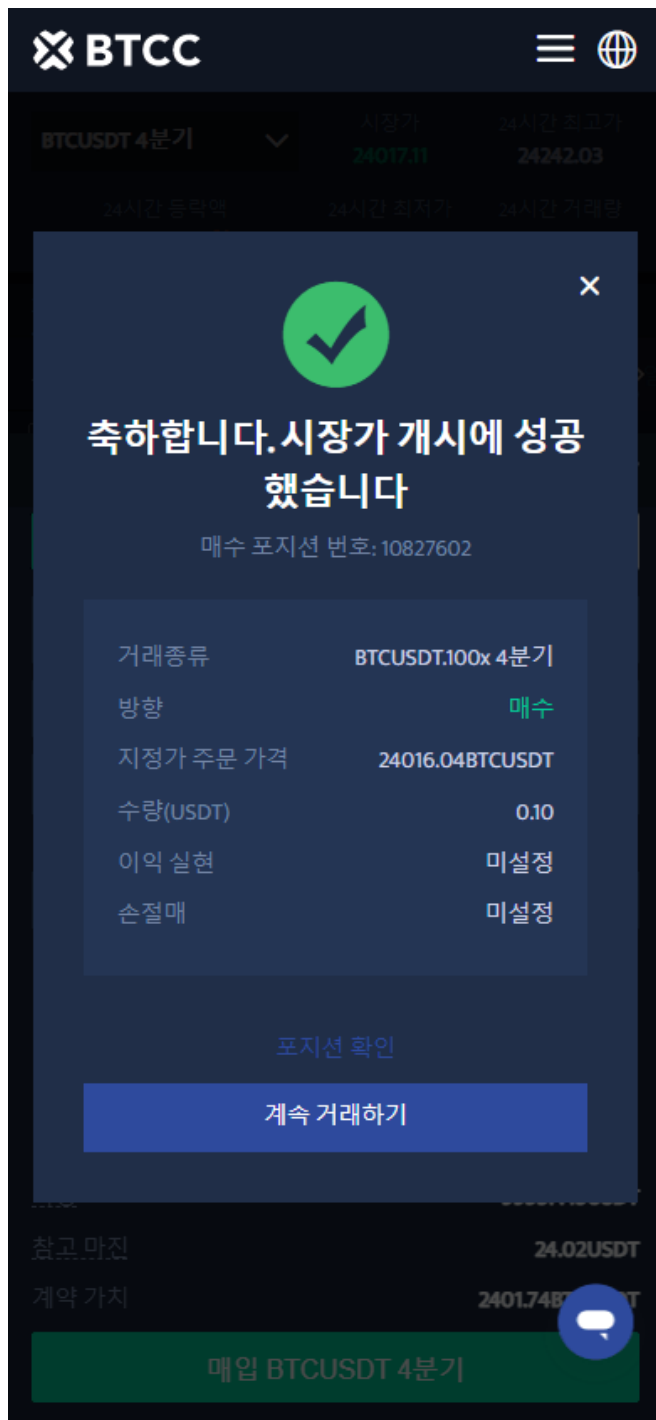 BTCC
BTCUSDT 4분기
시장가
24시간 최고가
24017.11
24242.03
24시간 등락액
24시간 최저가
24시간 거래량
축하합니다. 시장가 개시에 성공
했습니다
매수 포지션 번호: 10827602
거래종류 BTCUSDT.100x 4분기
방향 매수
지정가 주문 가격 24016.04BTCUSDT
수량(USDT) 0.10
이익 실현 미설정
손절매 미설정
포지션 확인
계속 거래하기
참고 마진 24.02USDT
계약 가치
매입 BTCUSDT 4분기